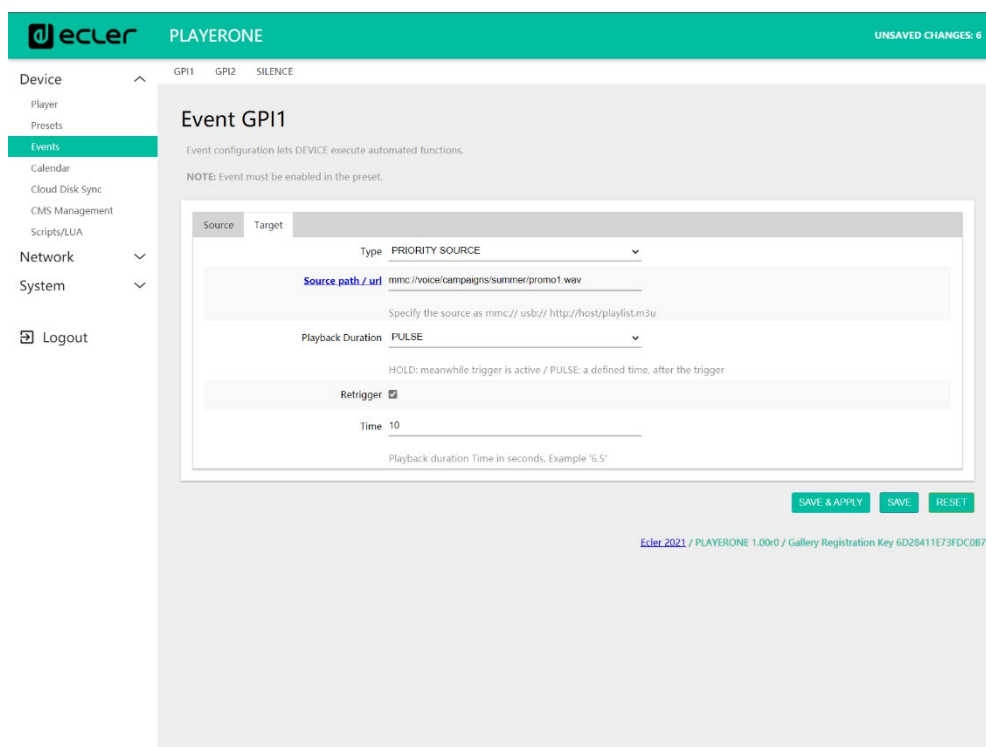 ecler
PLAYERONE
UNSAVED CHANGES: 6
Device
Player
Presets
Events
Calendar
Cloud Disk Sync
CMS Management
Scripts/LUA
Network
System
Logout
GPI1 GPI2 SILENCE
Event GPI1
Event configuration lets DEVICE execute automated functions.
NOTE: Event must be enabled in the preset.
Source Target
Type PRIORITY SOURCE
Source path / url mmc://voice/campaigns/summer/promo1.wav
Specify the source as mmc:// usb:// http://host/playlist.m3u
Playback Duration PULSE
HOLD: meanwhile trigger is active / PULSE: a defined time, after the trigger
Retrigger
Time 10
Playback duration Time in seconds. Example '6.5'
SAVE & APPLY SAVE RESET
Ecler 2021 / PLAYERONE 1.00r0 / Gallery Registration Key 6D28411E73FDC0B7